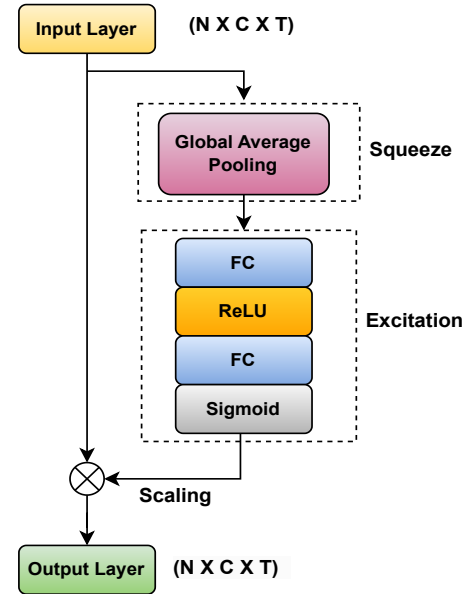 Input Layer
(N X C X T)
Global Average
Pooling
Squeeze
FC
ReLU
FC
Sigmoid
Excitation
Scaling
Output Layer
(N X C X T)